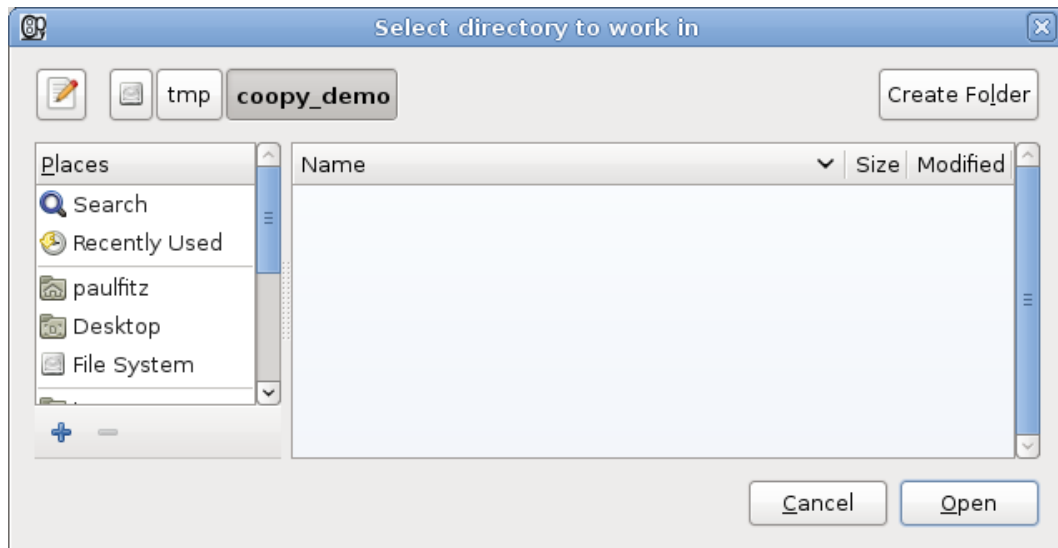 Select directory to work in
tmp coopy_demo Create Folder
Places
Search
Recently Used
paulfitz
Desktop
File System
Name Size Modified
Cancel Open